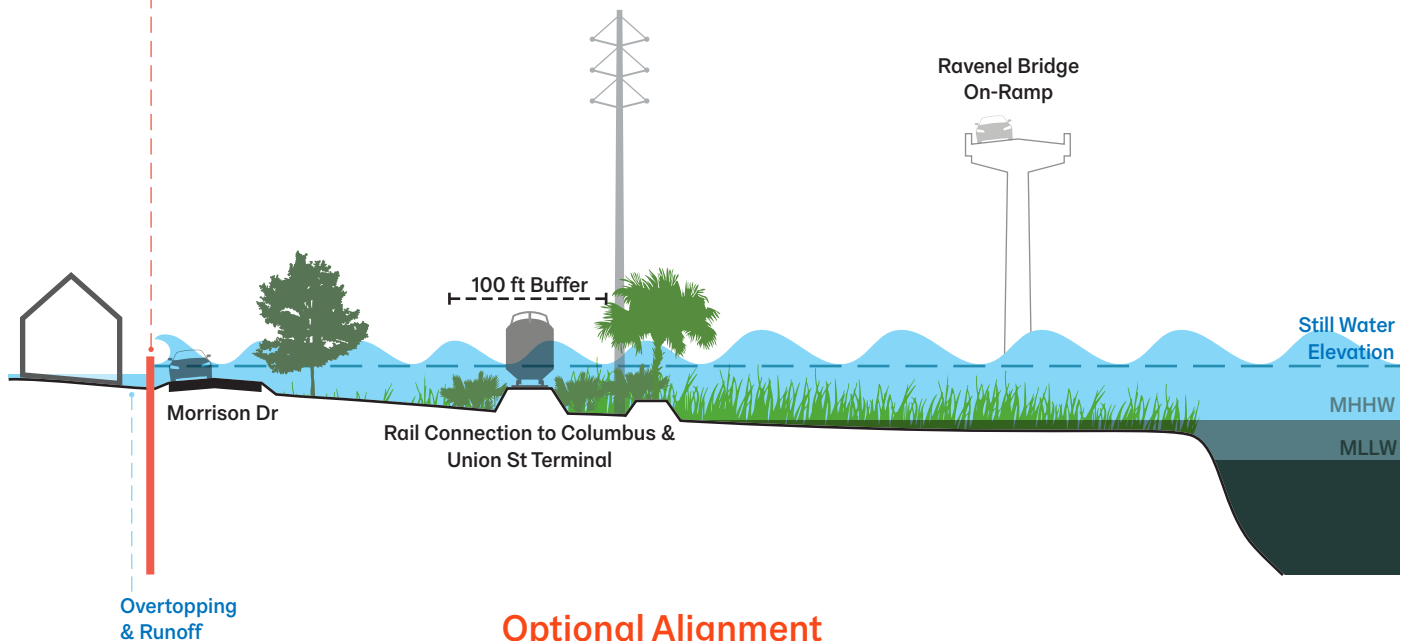 Ravenel Bridge
On-Ramp
100 ft Buffer
Still Water
Elevation
MHHW
Morrison Dr
Rail Connection to Columbus &
Union St Terminal
MLLW
Overtopping
& Runoff
Optional Alignment